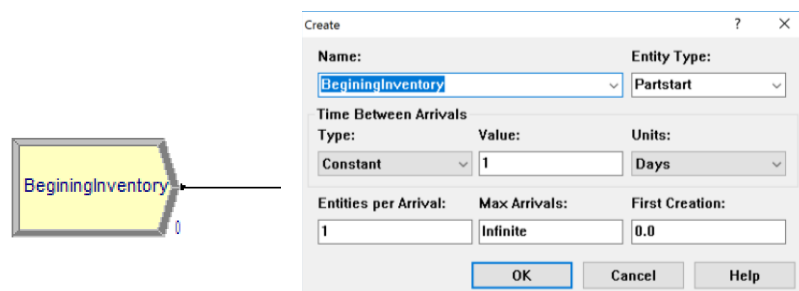 BeginingInventory
0
Create ? ×
Name: Entity Type:
BeginingInventory Partstart
Time Between Arrivals
Type: Value: Units:
Constant 1 Days
Entities per Arrival: Max Arrivals: First Creation:
1 Infinite 0.0
OK Cancel Help